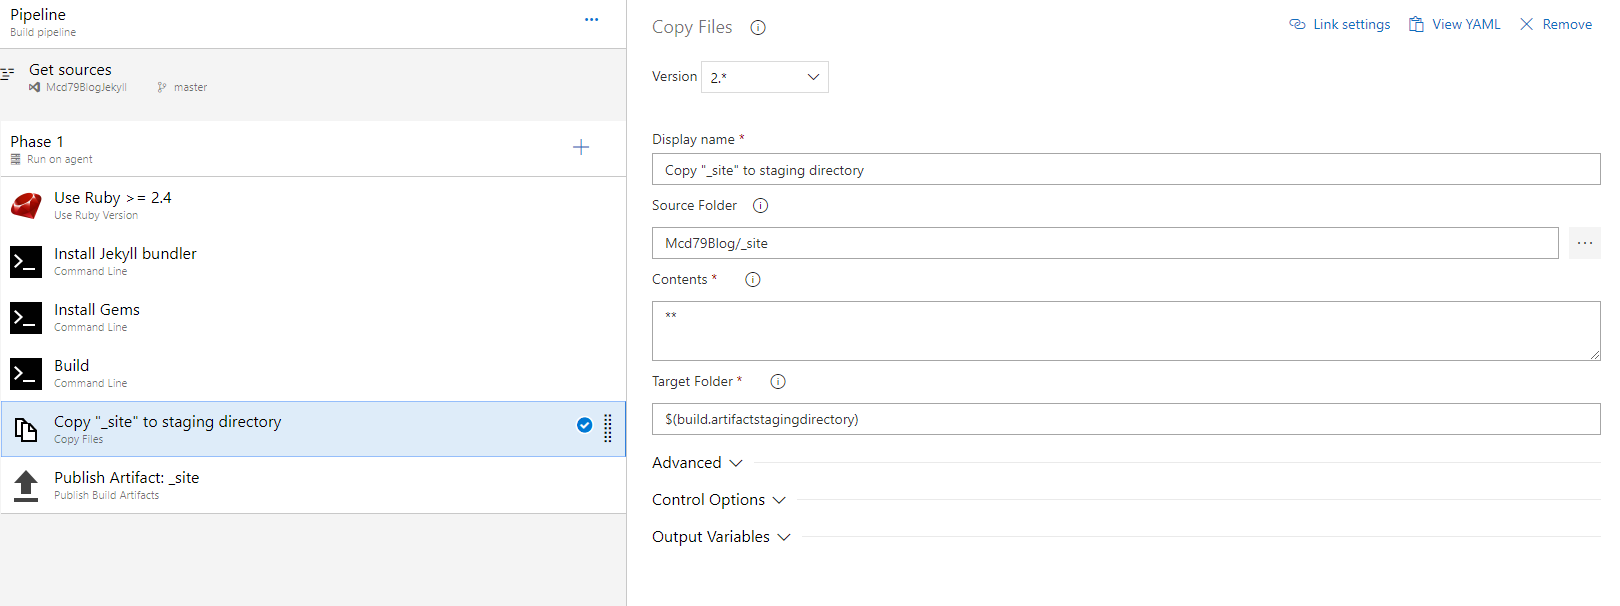 Pipeline
Build pipeline
Get sources
Mcd79BlogJekyll master
Phase 1
Run on agent
Use Ruby >= 2.4
Use Ruby Version
Install Jekyll bundler
Command Line
Install Gems
Command Line
Build
Command Line
Copy "_site" to staging directory
Copy Files
Publish Artifact: _site
Publish Build Artifacts
Copy Files
Link settings View YAML Remove
Version 2.*
Display name *
Copy "_site" to staging directory
Source Folder
Mcd79Blog/_site
Contents *
**
Target Folder *
$(build.artifactstagingdirectory)
Advanced
Control Options
Output Variables